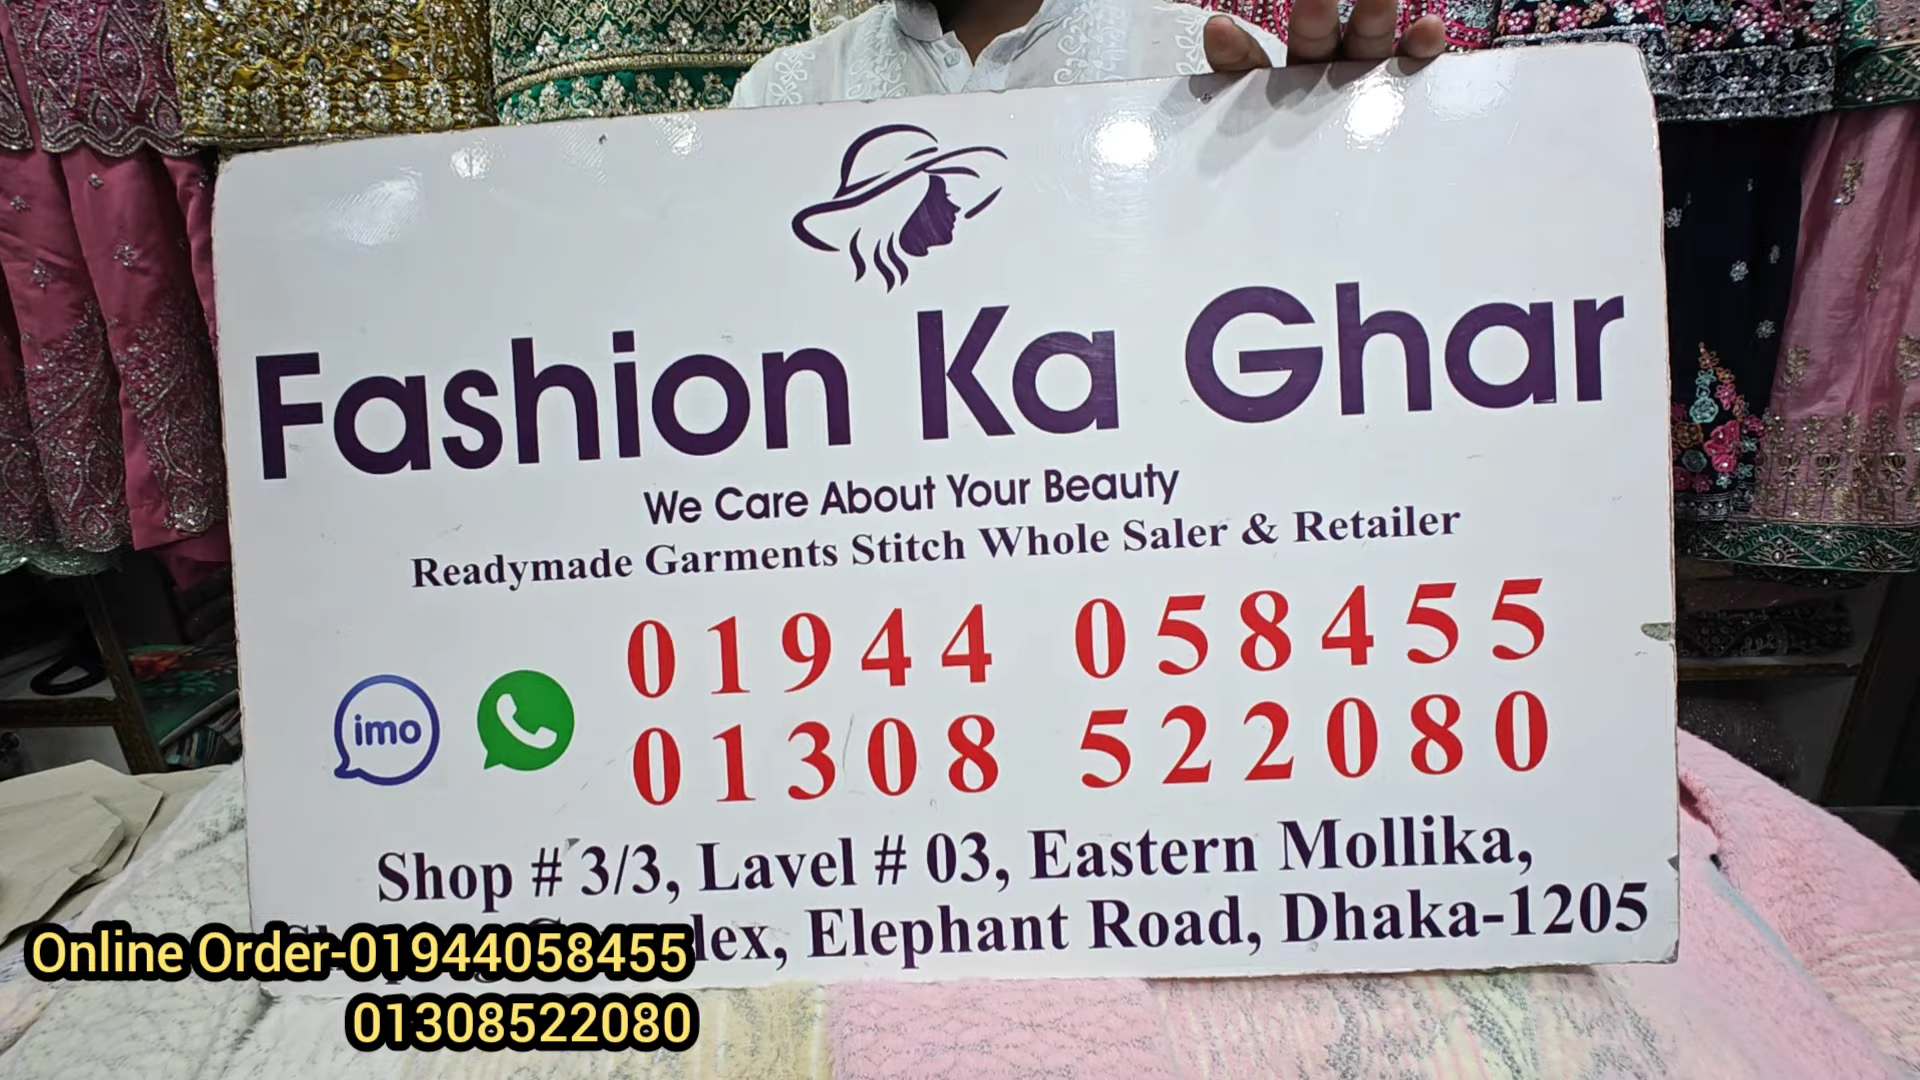 Fashion Ka Ghar
We Care About Your Beauty
Readymade Garments Stitch Whole Saler & Retailer
01944 058455
imo
01308 522080
Shop # 3/3, Lavel # 03, Eastern Mollika,
Elephant Road, Dhaka-1205
Online Order-01944058455
01308522080